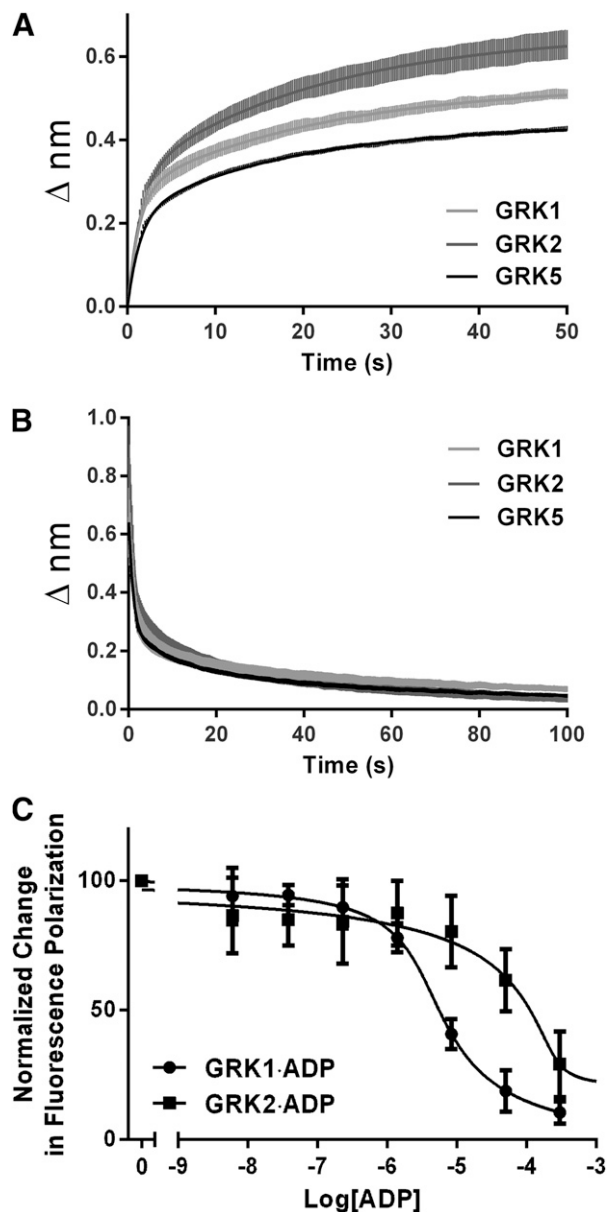 A
Δ nm
0.6
0.4
0.2
0.0
GRK1
GRK2
GRK5
0 10 20 30 40 50
Time (s)
B
Δ nm
1.0
0.8
0.6
0.4
0.2
0.0
GRK1
GRK2
GRK5
0 20 40 60 80 100
Time (s)
C
Normalized Change
in Fluorescence Polarization
100
50
0
GRK1·ADP
GRK2·ADP
0 -9 -8 -7 -6 -5 -4 -3
Log[ADP]